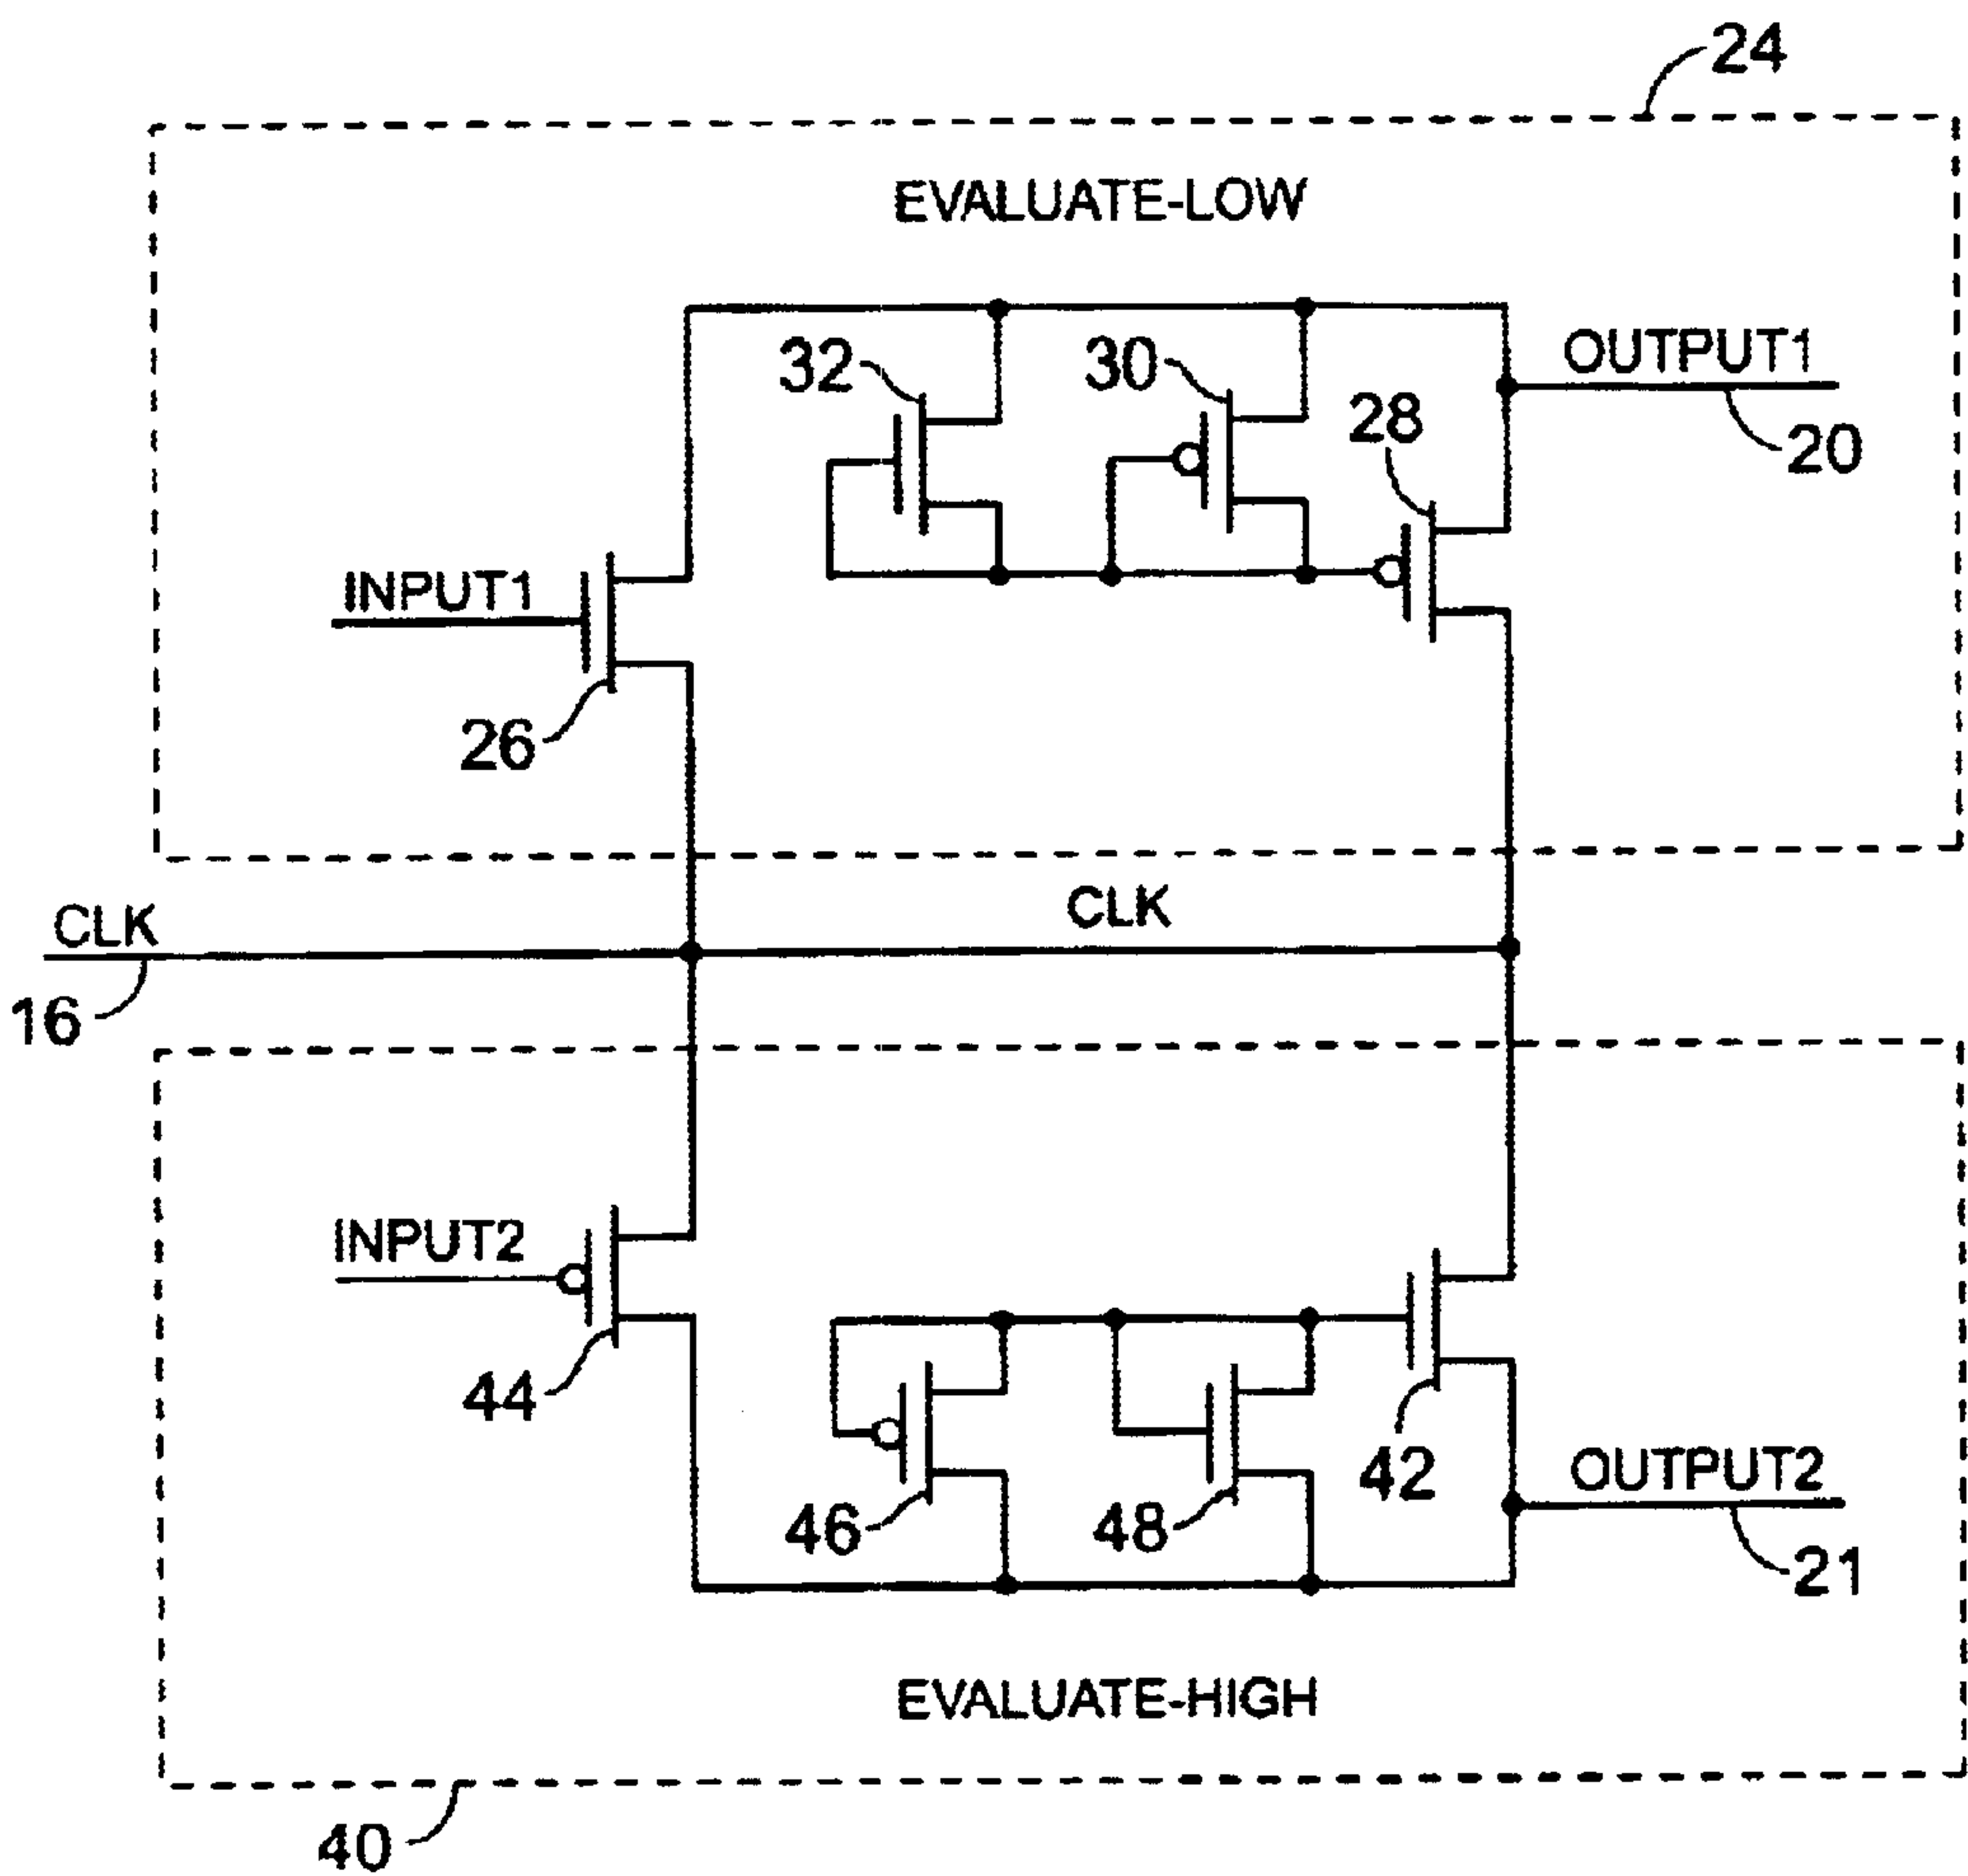 24
EVALUATE-LOW
32
30
OUTPUT1
28
20
INPUT1
26
CLK
CLK
16
INPUT2
44
46
48
42
OUTPUT2
21
EVALUATE-HIGH
40